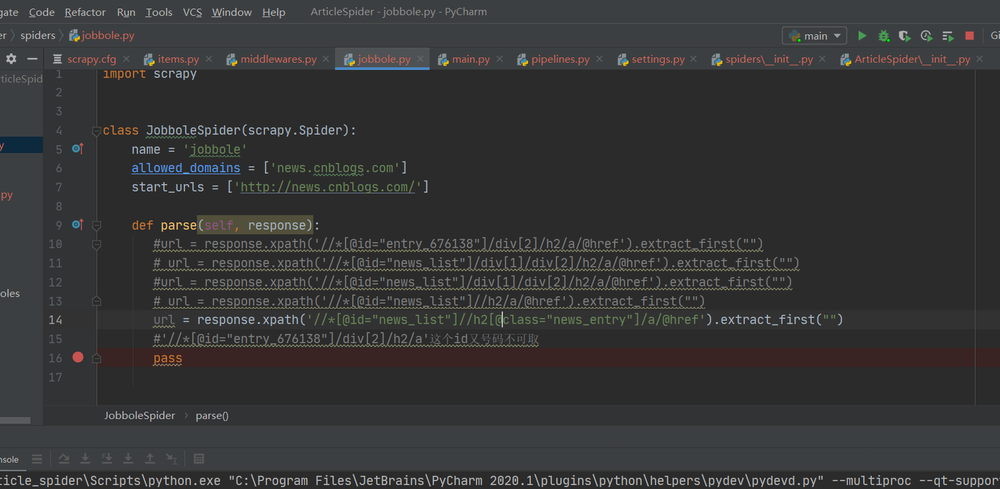 gate Code Refactor Run Tools VCS Window Help ArticleSpider - jobbole.py - PyCharm
er spiders jobbole.py main Gi
scrapy.cfg items.py middlewares.py jobbole.py main.py pipelines.py settings.py spiders\__init__.py ArticleSpider\__init__.py
rticleSpid
1 import scrapy
2
3
4 class JobboleSpider(scrapy.Spider):
y
5 name = 'jobbole'
6 allowed_domains = ['news.cnblogs.com']
7 start_urls = ['http://news.cnblogs.com/']
py
8
9 def parse(self, response):
10 #url = response.xpath('//*[@id="entry_676138"]/div[2]/h2/a/@href').extract_first("")
11 # url = response.xpath('//*[@id="news_list"]/div[1]/div[2]/h2/a/@href').extract_first("")
12 #url = response.xpath('//*[@id="news_list"]/div[1]/div[2]/h2/a/@href').extract_first("")
oles
13 # url = response.xpath('//*[@id="news_list"]//h2/a/@href').extract_first("")
14 url = response.xpath('//*[@id="news_list"]//h2[@class="news_entry"]/a/@href').extract_first("")
15 #'//*[@id="entry_676138"]/div[2]/h2/a'这个id又号码不可取
16 pass
17
JobboleSpider parse()
nsole
ticle_spider\Scripts\python.exe "C:\Program Files\JetBrains\PyCharm 2020.1\plugins\python\helpers\pydev\pydevd.py" --multiproc --qt-suppor